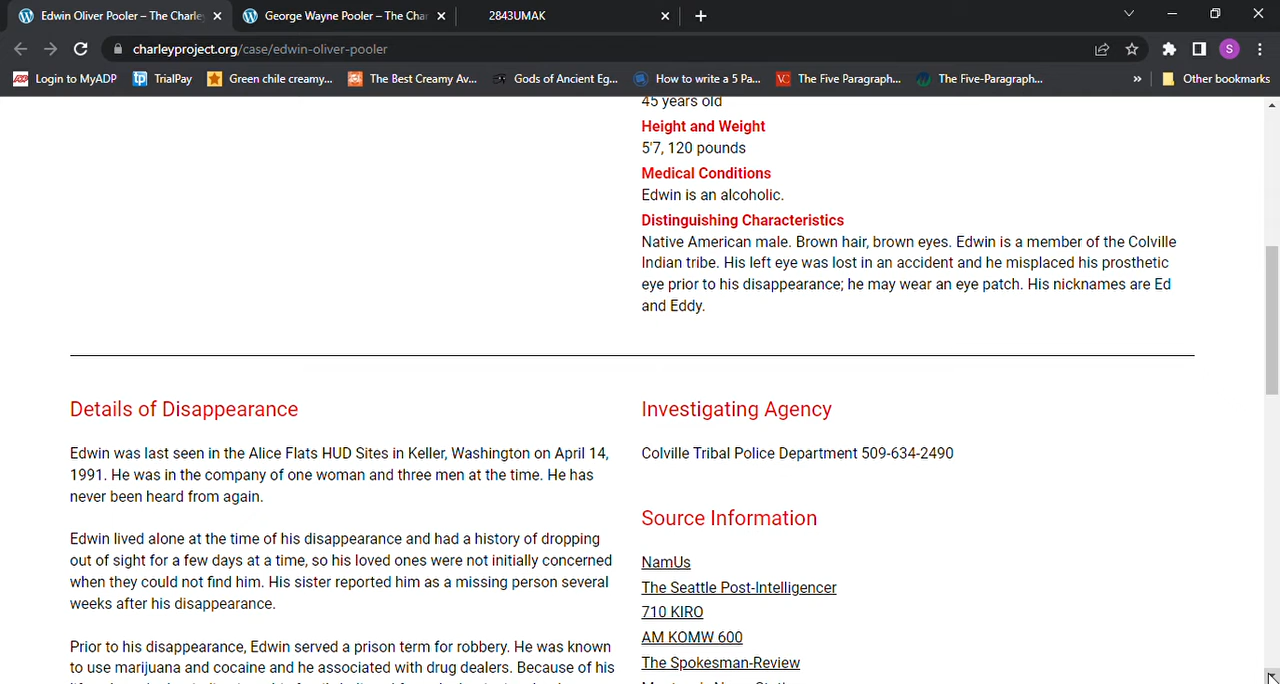 Edwin Oliver Pooler – The Charle
George Wayne Pooler – The Char
2843UMAK
charleyproject.org/case/edwin-oliver-pooler
S
Login to MyADP
tp TrialPay
Green chile creamy...
The Best Creamy Av...
Gods of Ancient Eg...
How to write a 5 Pa...
VC The Five Paragraph...
The Five-Paragraph...
»
Other bookmarks
45 years old
Height and Weight
5'7, 120 pounds
Medical Conditions
Edwin is an alcoholic.
Distinguishing Characteristics
Native American male. Brown hair, brown eyes. Edwin is a member of the Colville
Indian tribe. His left eye was lost in an accident and he misplaced his prosthetic
eye prior to his disappearance; he may wear an eye patch. His nicknames are Ed
and Eddy.
Details of Disappearance
Edwin was last seen in the Alice Flats HUD Sites in Keller, Washington on April 14,
1991. He was in the company of one woman and three men at the time. He has
never been heard from again.
Edwin lived alone at the time of his disappearance and had a history of dropping
out of sight for a few days at a time, so his loved ones were not initially concerned
when they could not find him. His sister reported him as a missing person several
weeks after his disappearance.
Prior to his disappearance, Edwin served a prison term for robbery. He was known
to use marijuana and cocaine and he associated with drug dealers. Because of his
Investigating Agency
Colville Tribal Police Department 509-634-2490
Source Information
NamUs
The Seattle Post-Intelligencer
710 KIRO
AM KOMW 600
The Spokesman-Review